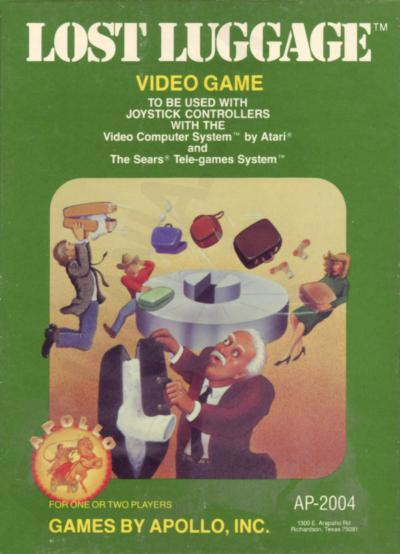 LOST LUGGAGE™
VIDEO GAME
TO BE USED WITH
JOYSTICK CONTROLLERS
WITH THE
Video Computer System™ by Atari®
and
The Sears® Tele-games System™
APOLLO
FOR ONE OR TWO PLAYERS
GAMES BY APOLLO, INC.
AP-2004
1300 E. Arapaho Rd
Richardson, Texas 75081